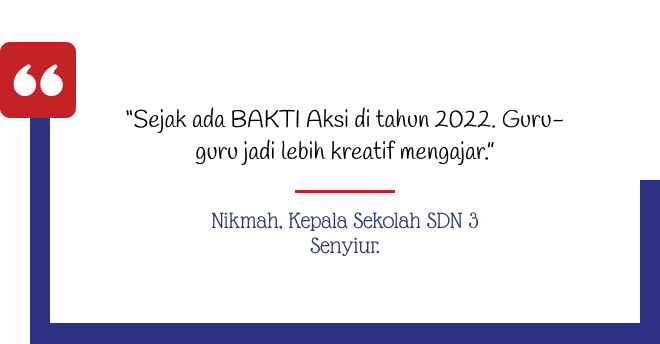 "Sejak ada BAKTI Aksi di tahun 2022. Guru-
guru jadi lebih kreatif mengajar."
Nikmah, Kepala Sekolah SDN 3
Senyiur.